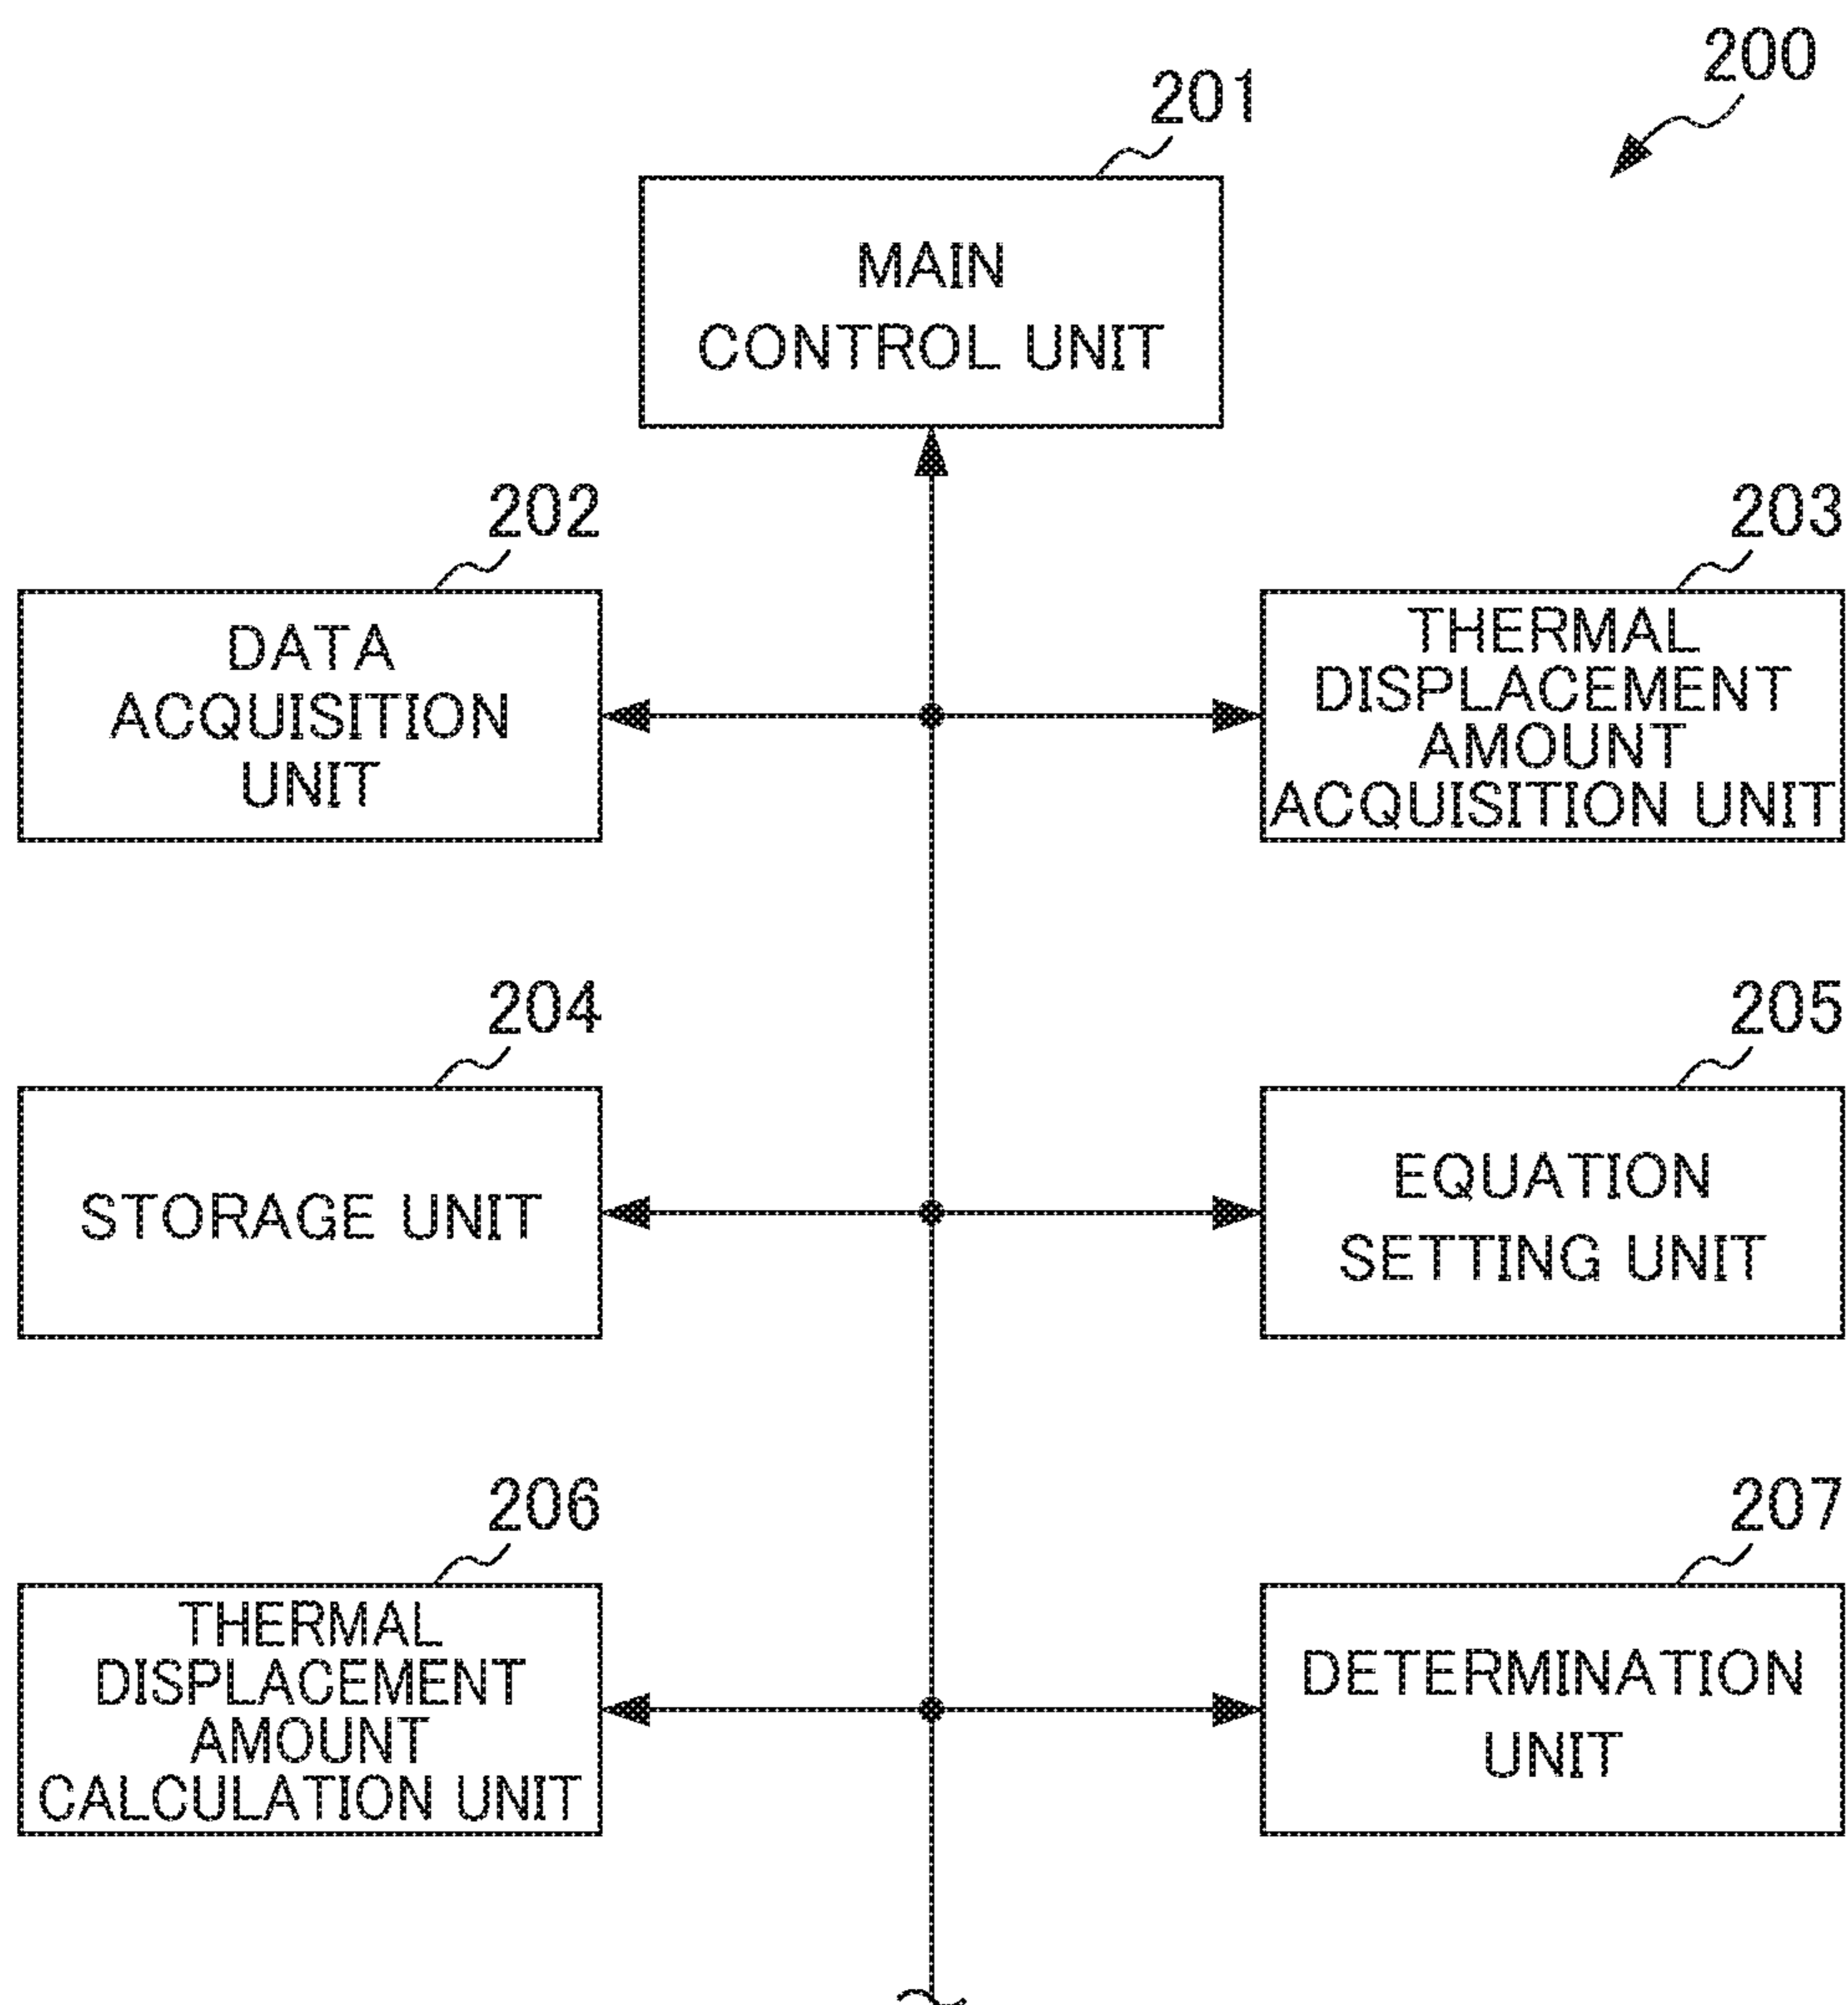 200
201
MAIN
CONTROL UNIT
202
DATA
ACQUISITION
UNIT
203
THERMAL
DISPLACEMENT
AMOUNT
ACQUISITION UNIT
204
STORAGE UNIT
205
EQUATION
SETTING UNIT
206
THERMAL
DISPLACEMENT
AMOUNT
CALCULATION UNIT
207
DETERMINATION
UNIT